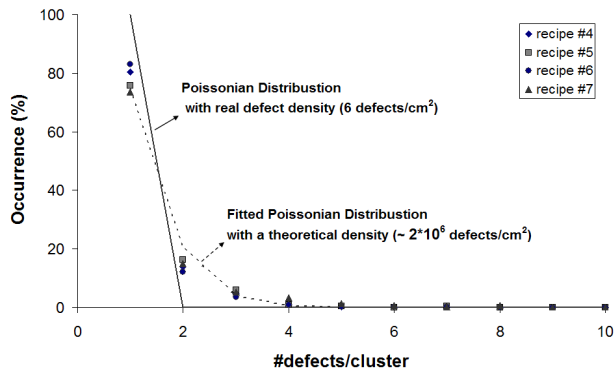 100
80
60
40
20
0
Occurrence (%)
recipe #4
recipe #5
recipe #6
recipe #7
Poissonian Distribustion
with real defect density (6 defects/cm²)
Fitted Poissonian Distribustion
with a theoretical density (~ 2*10⁶ defects/cm²)
0 2 4 6 8 10
#defects/cluster